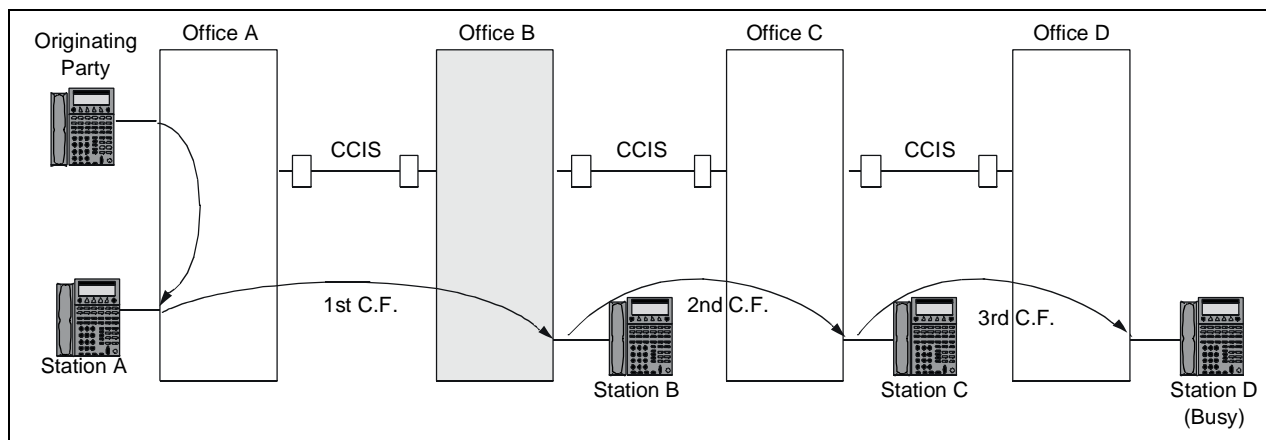 Originating
Party
Office A
Office B
Office C
Office D
CCIS
CCIS
CCIS
1st C.F.
2nd C.F.
3rd C.F.
Station A
Station B
Station C
Station D
(Busy)